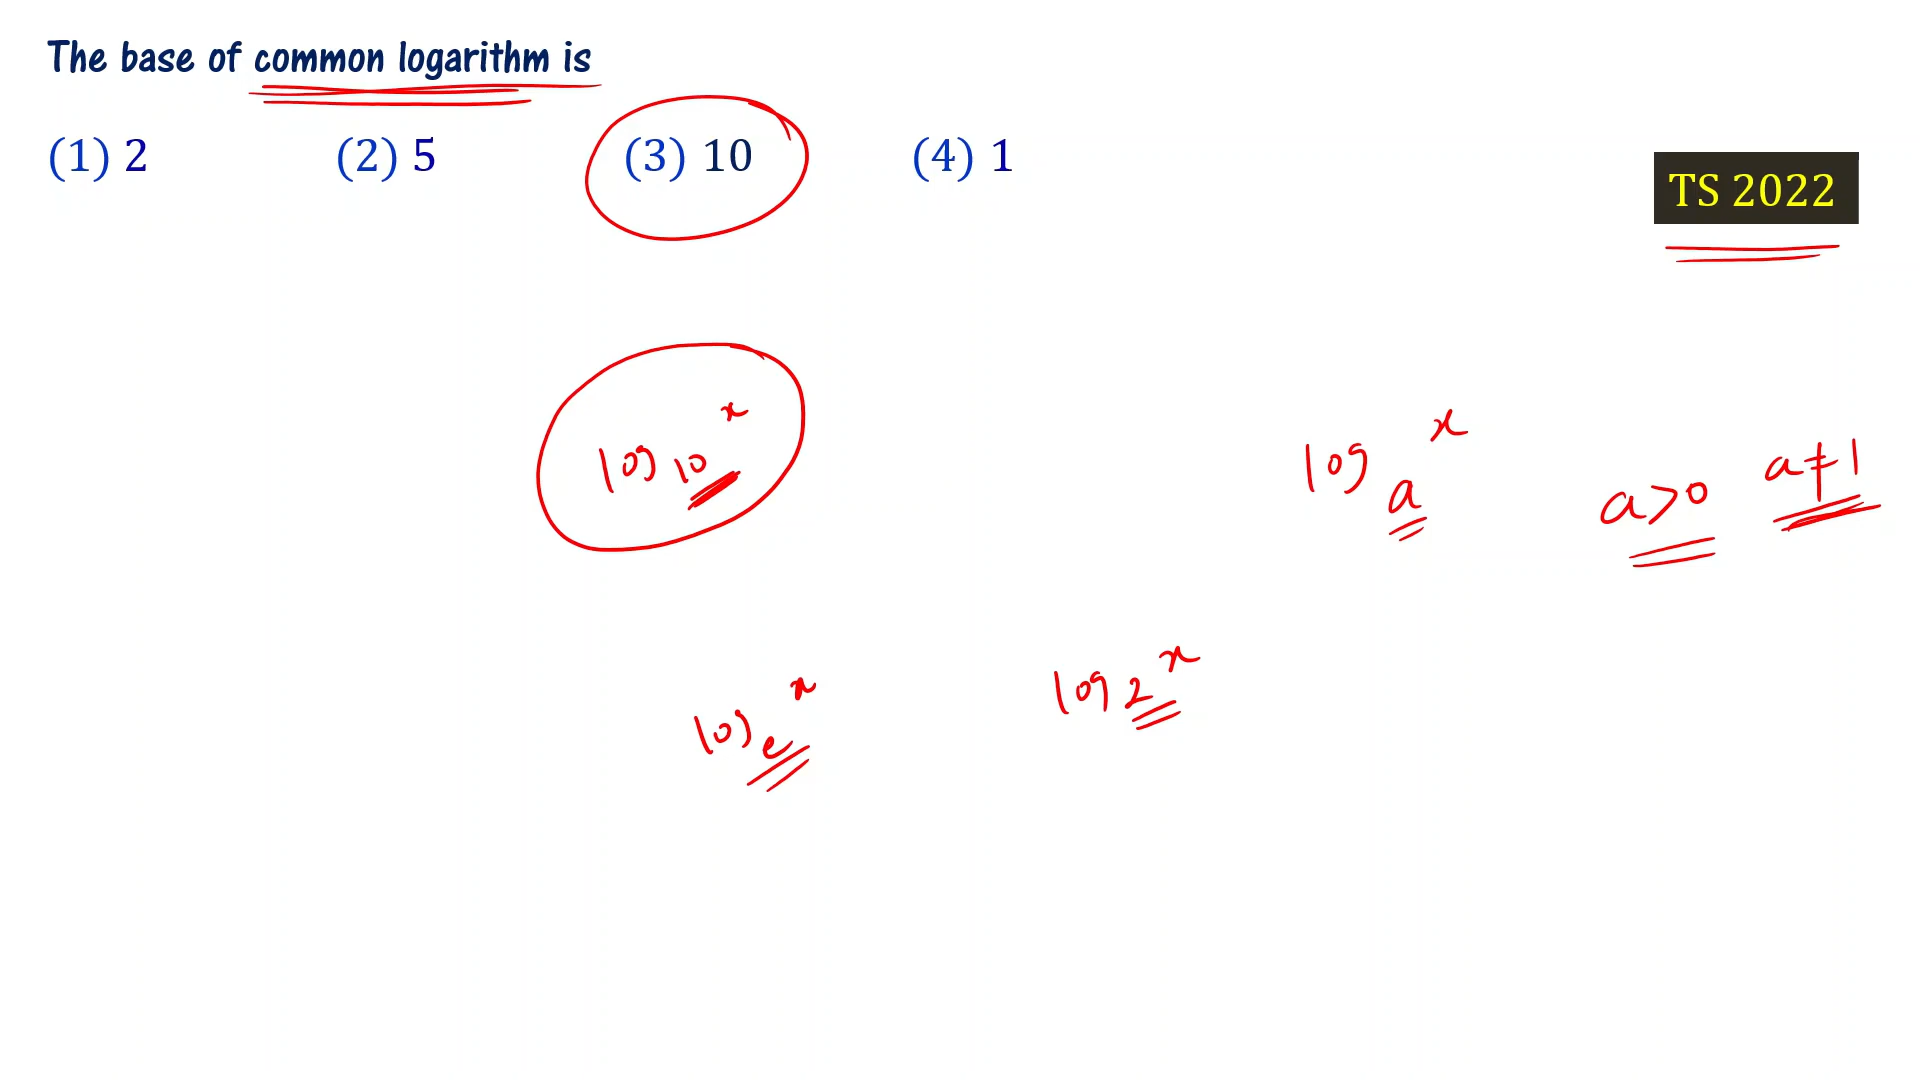 The base of common logarithm is
(1) 2 (2) 5 (3) 10 (4) 1
TS 2022
log 10 x
log a x a>0 a≠1
log e x
log 2 x